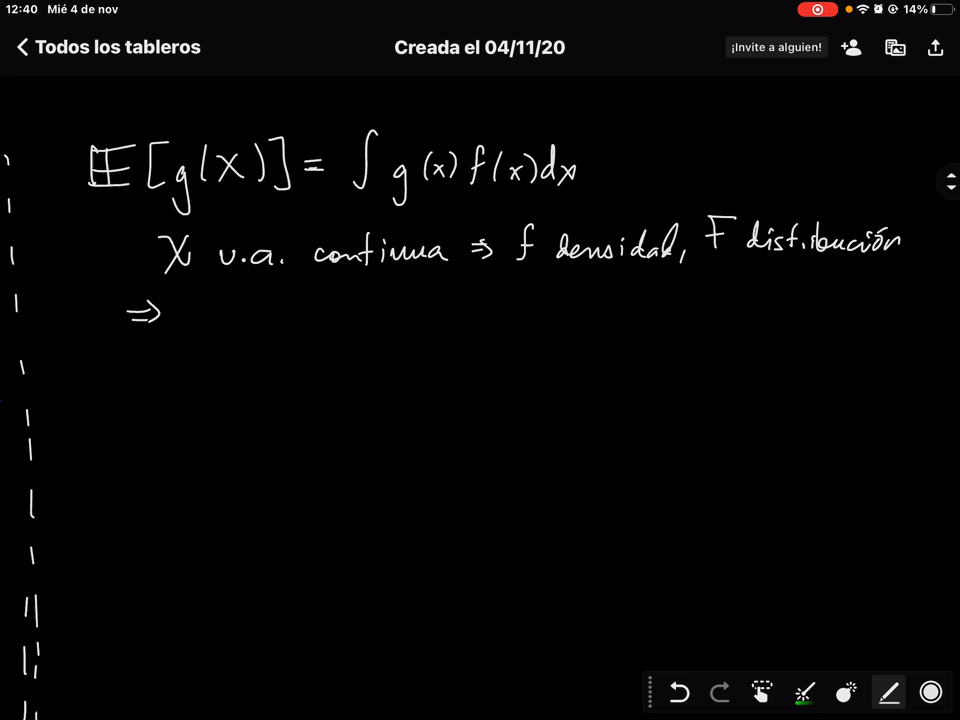 12:40 Mié 4 de nov 14%
Todos los tableros Creada el 04/11/20 ¡Invite a alguien!
𝔼[g(X)] = ∫ g(x) f(x) dx
X v.a. continua ⇒ f densidad, F distribución
⇒